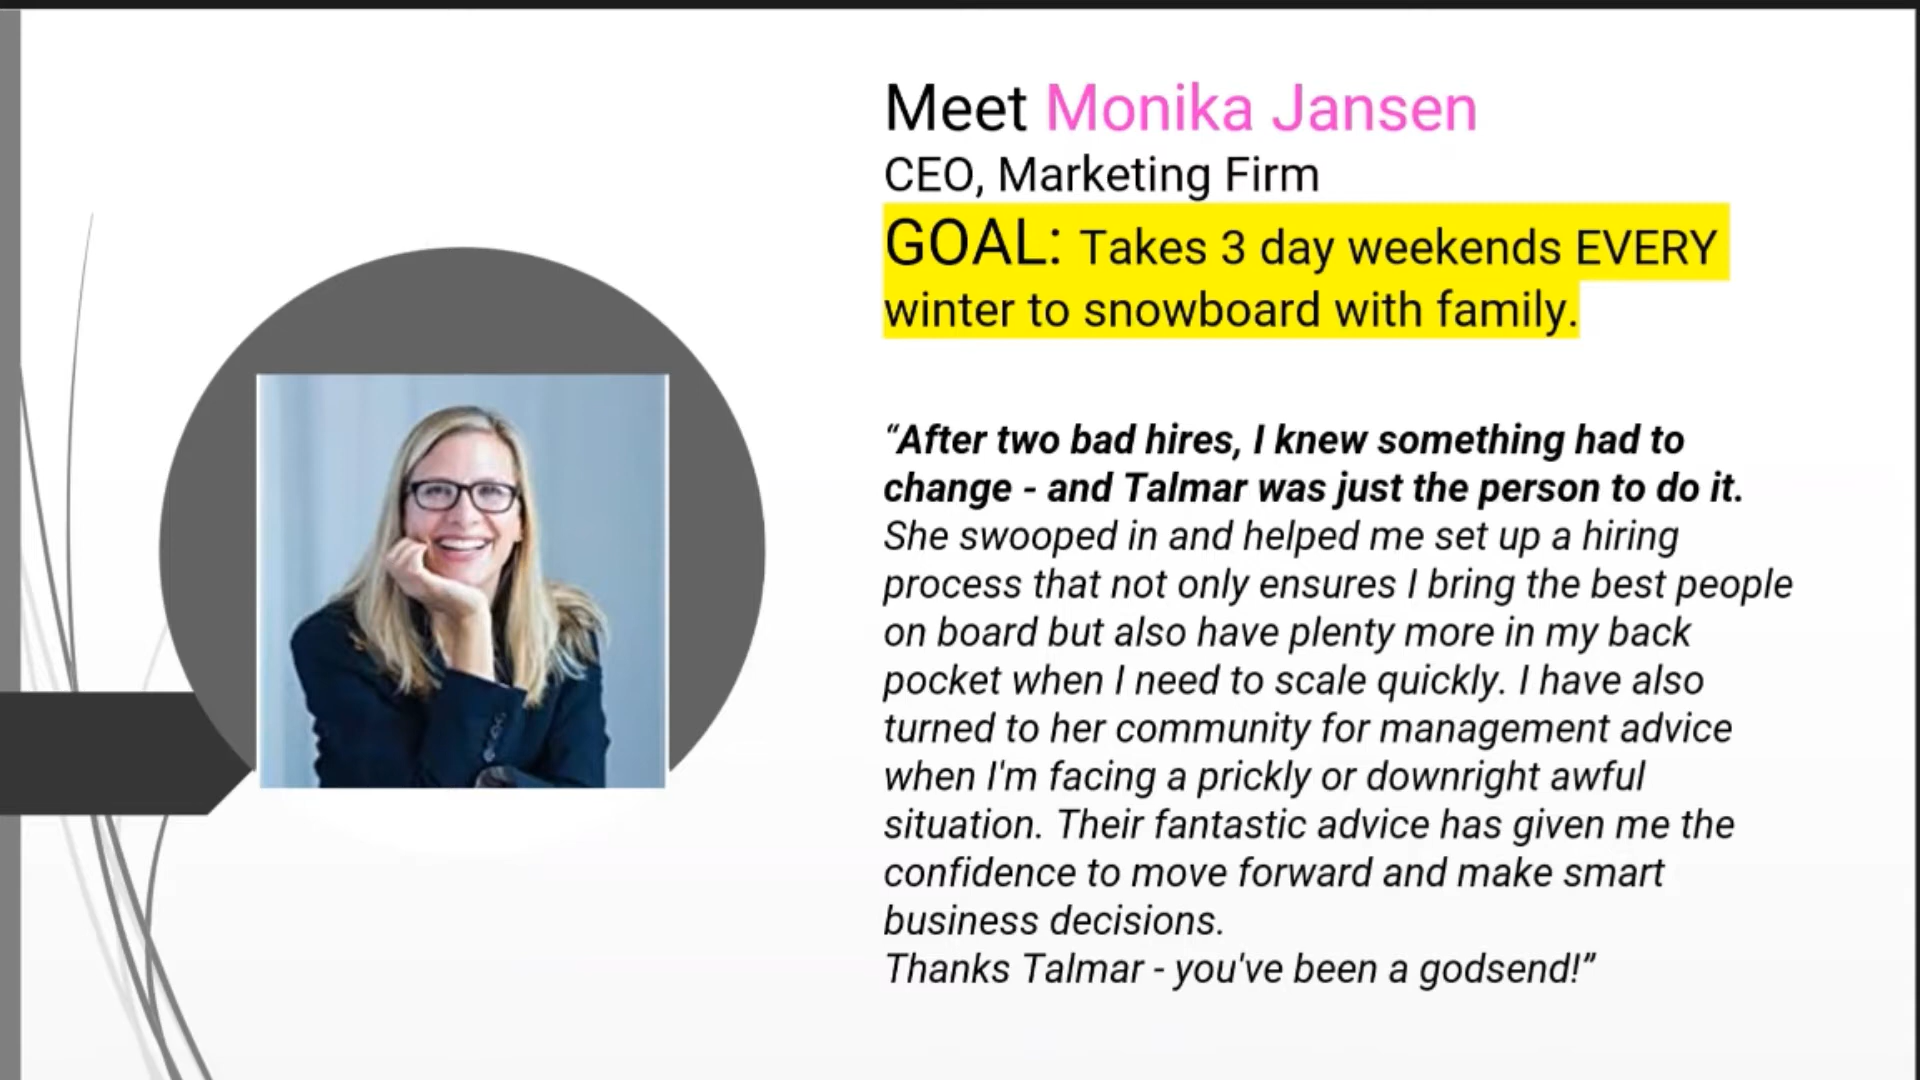 Meet Monika Jansen
CEO, Marketing Firm
GOAL: Takes 3 day weekends EVERY
winter to snowboard with family.
“After two bad hires, I knew something had to
change - and Talmar was just the person to do it.
She swooped in and helped me set up a hiring
process that not only ensures I bring the best people
on board but also have plenty more in my back
pocket when I need to scale quickly. I have also
turned to her community for management advice
when I'm facing a prickly or downright awful
situation. Their fantastic advice has given me the
confidence to move forward and make smart
business decisions.
Thanks Talmar - you've been a godsend!”